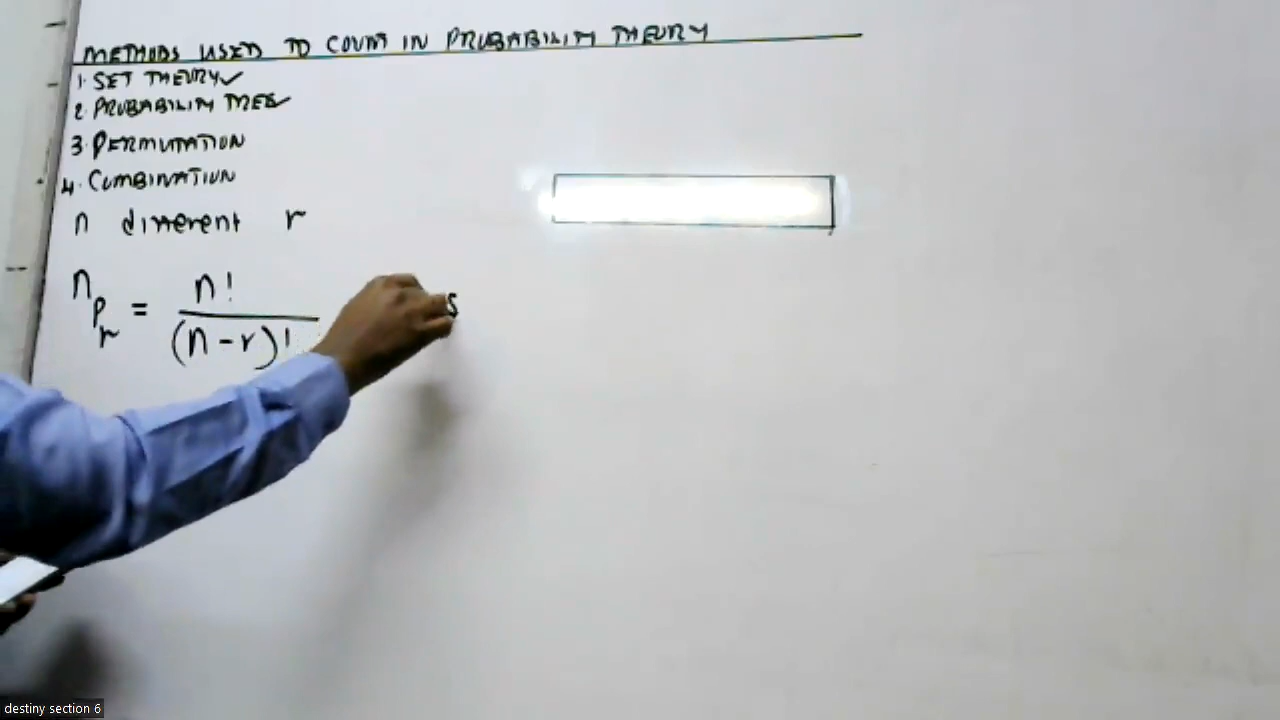 METHODS USED TO COUNT IN PROBABILITY THEORY
1. SET THEORY✓
2. PROBABILITY TREE✓
3. PERMUTATION
4. COMBINATION
n different r
nPr = n! / (n-r)! s
destiny section 6